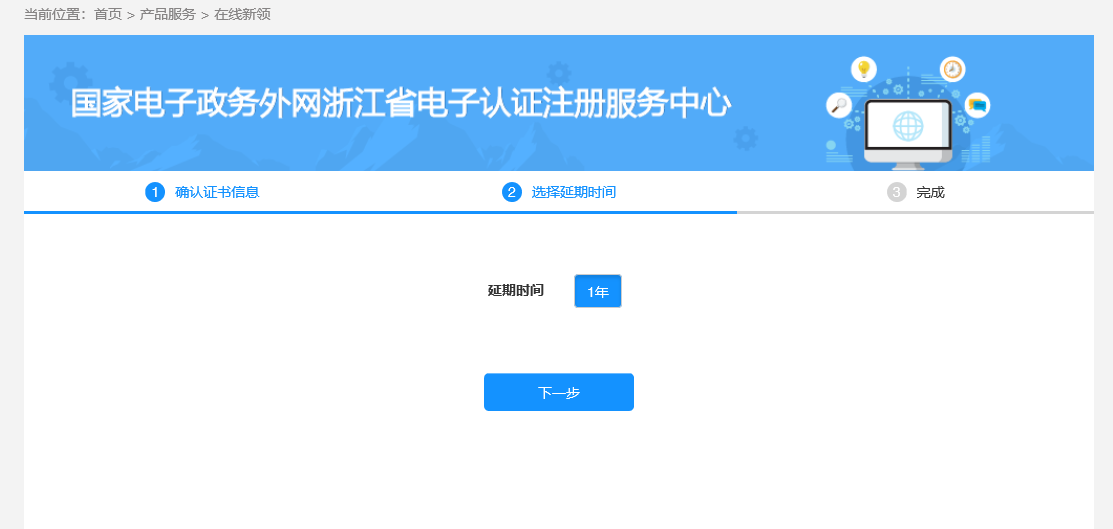 当前位置：首页 > 产品服务 > 在线新领
国家电子政务外网浙江省电子认证注册服务中心
1 确认证书信息
2 选择延期时间
3 完成
延期时间 1年
下一步